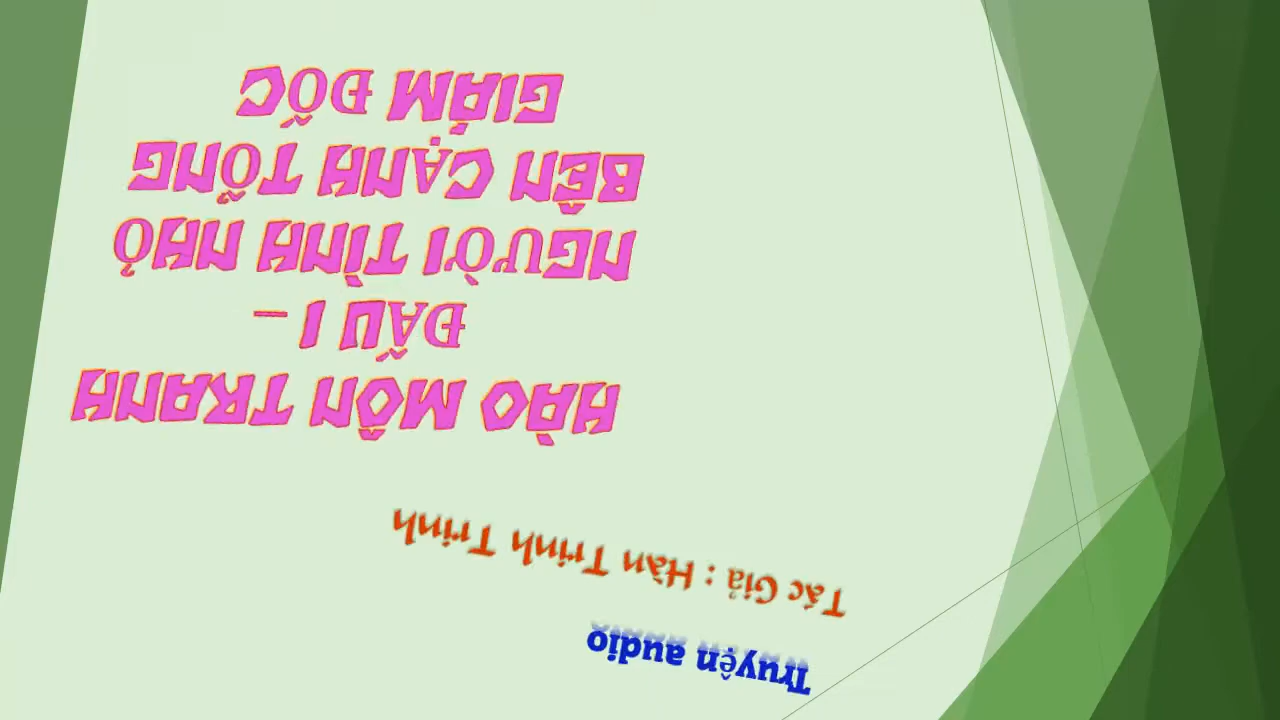 Truyện audio
Tác Giả : Hàn Trinh Trinh
HÀO MÔN TRANH
ĐẤU 1 –
NGƯỜI TÌNH NHỎ
BÊN CẠNH TỔNG
GIÁM ĐỐC